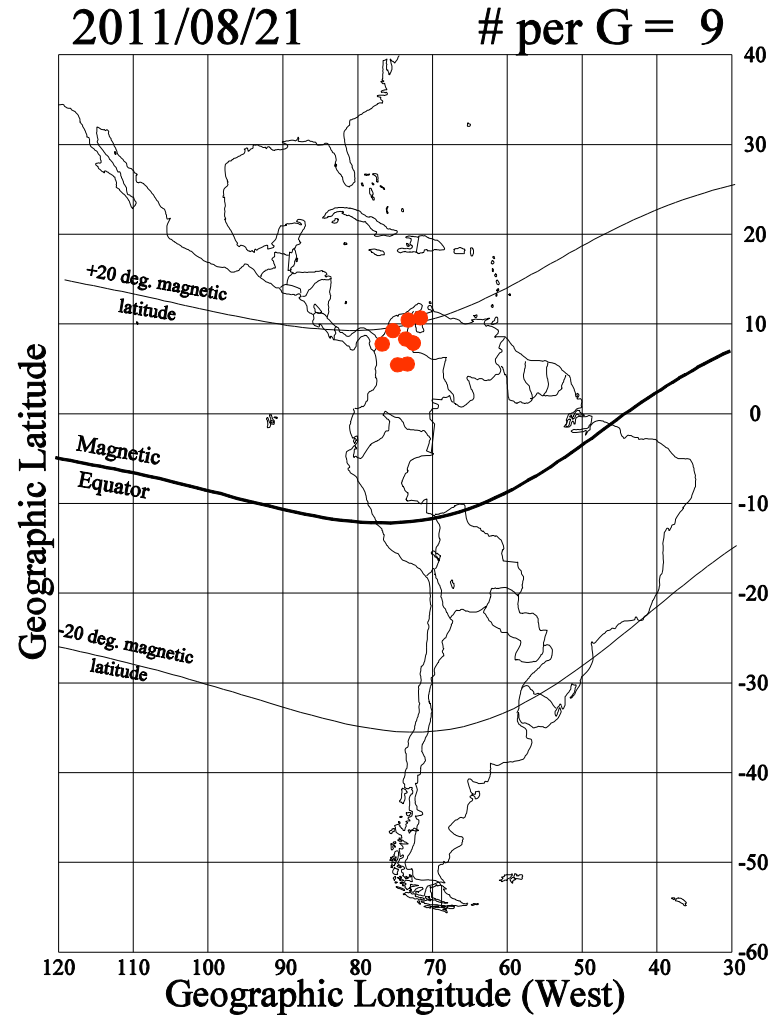 2011/08/21 # per G = 9
40
30
20
10
0
-10
-20
-30
-40
-50
-60
+20 deg. magnetic
latitude
Magnetic
Equator
-20 deg. magnetic
latitude
Geographic Latitude
120 110 100 90 80 70 60 50 40 30
Geographic Longitude (West)